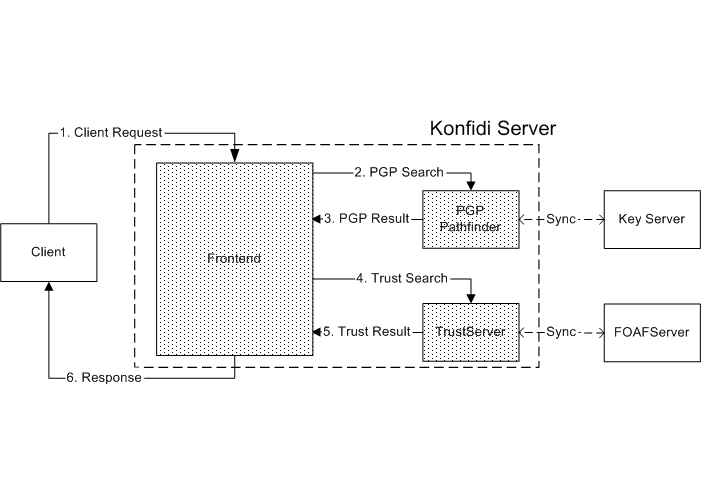 Konfidi Server
1. Client Request
2. PGP Search
3. PGP Result
PGP
Pathfinder
Sync
Key Server
Client
Frontend
4. Trust Search
5. Trust Result
TrustServer
Sync
FOAFServer
6. Response